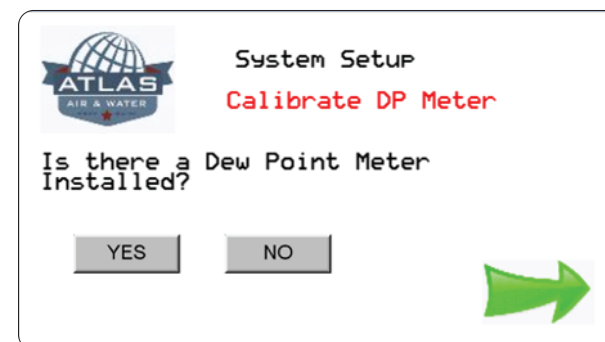 System Setup
ATLAS
AIR & WATER
Calibrate DP Meter
Is there a Dew Point Meter
Installed?
YES NO